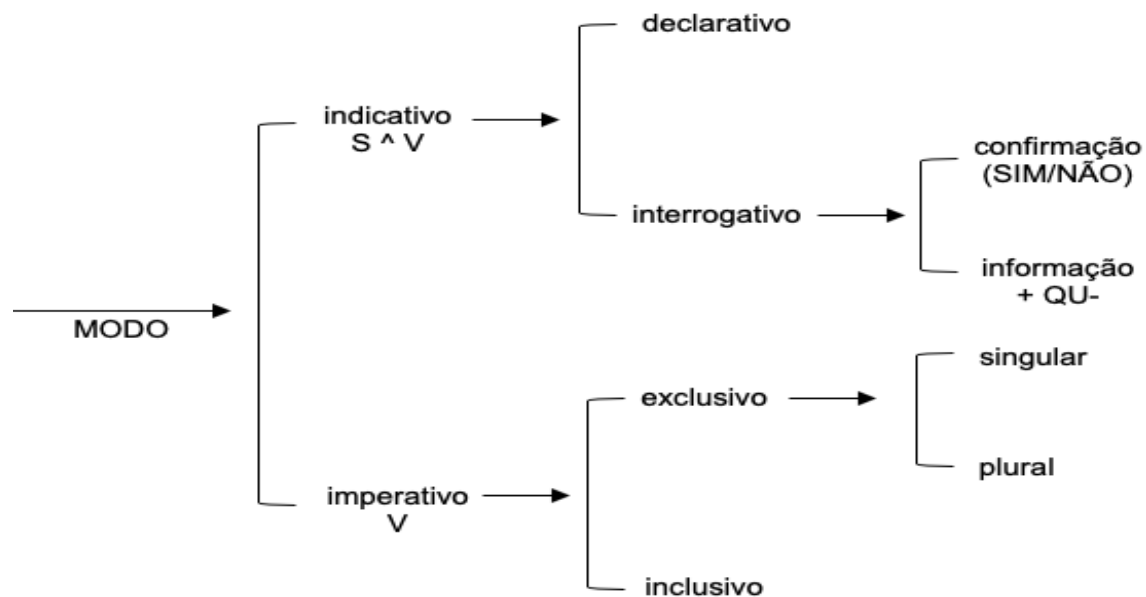 declarativo
indicativo
S ^ V
confirmação
(SIM/NÃO)
interrogativo
informação
+ QU-
MODO
singular
exclusivo
plural
imperativo
V
inclusivo